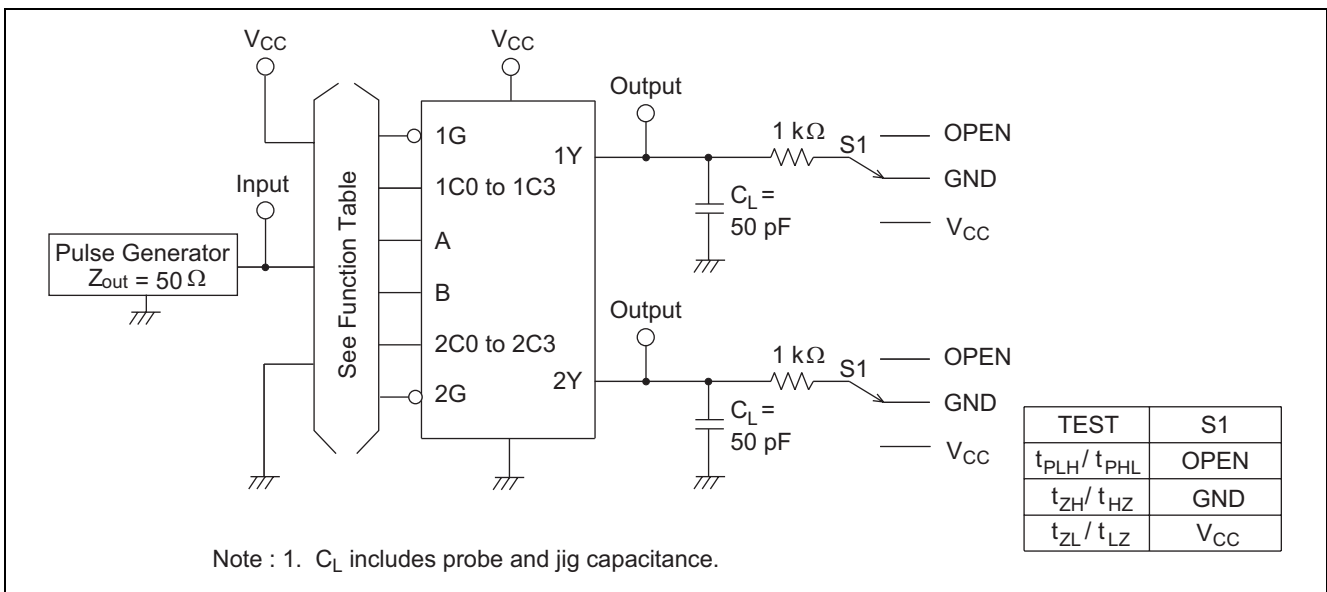 VCC
VCC
Output
1 kΩ
S1
OPEN
GND
VCC
1G
1Y
Input
1C0 to 1C3
CL =
50 pF
See Function Table
A
Pulse Generator
Zout = 50 Ω
B
Output
2C0 to 2C3
1 kΩ
S1
OPEN
GND
VCC
2Y
2G
CL =
50 pF
TEST S1
tPLH / tPHL OPEN
tZH / tHZ GND
tZL / tLZ VCC
Note : 1. CL includes probe and jig capacitance.